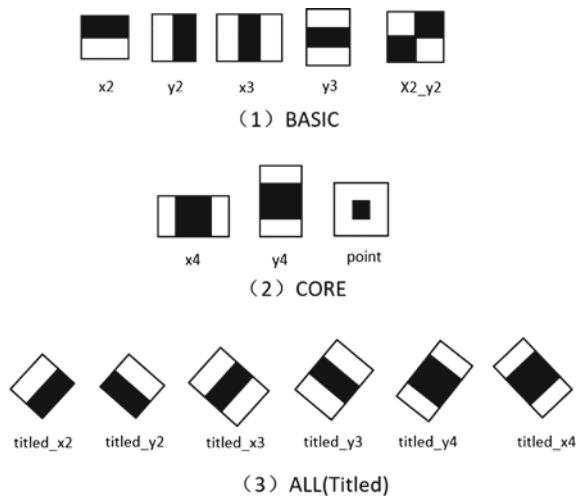 x2 y2 x3 y3 X2_y2
（1）BASIC
x4 y4 point
（2）CORE
titled_x2 titled_y2 titled_x3 titled_y3 titled_y4 titled_x4
（3）ALL(Titled)